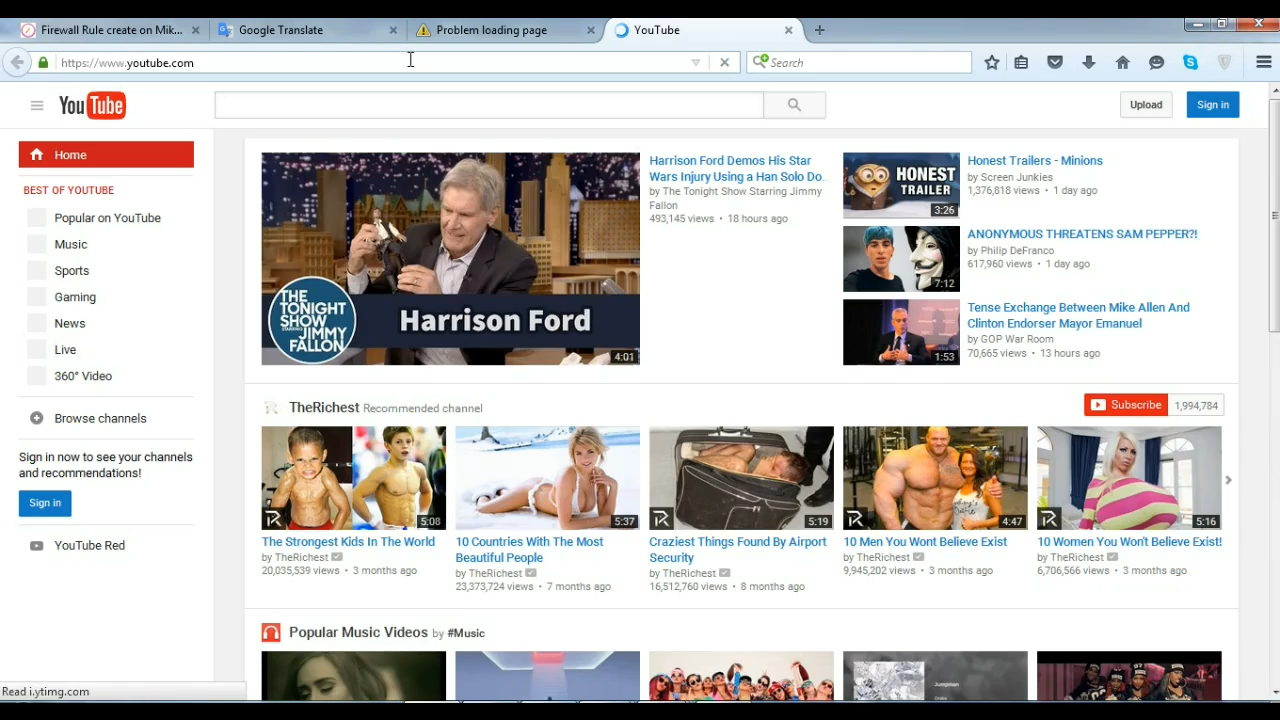 Firewall Rule create on Mik...
Google Translate
Problem loading page
YouTube
https://www.youtube.com
Search
YouTube
Upload
Sign in
Home
BEST OF YOUTUBE
Popular on YouTube
Music
Sports
Gaming
News
Live
360° Video
Browse channels
Sign in now to see your channels
and recommendations!
Sign in
YouTube Red
THE
TONIGHT
SHOW
STARRING
JIMMY
FALLON
Harrison Ford
4:01
Harrison Ford Demos His Star
Wars Injury Using a Han Solo Do.
by The Tonight Show Starring Jimmy
Fallon
493,145 views • 18 hours ago
HONEST
TRAILER
3:26
Honest Trailers - Minions
by Screen Junkies
1,376,818 views • 1 day ago
7:12
ANONYMOUS THREATENS SAM PEPPER?!
by Philip DeFranco
617,960 views • 1 day ago
1:53
Tense Exchange Between Mike Allen And
Clinton Endorser Mayor Emanuel
by GOP War Room
70,665 views • 13 hours ago
TheRichest Recommended channel
Subscribe 1,994,784
5:08
The Strongest Kids In The World
by TheRichest
20,035,539 views • 3 months ago
5:37
10 Countries With The Most
Beautiful People
by TheRichest
23,373,724 views • 7 months ago
5:19
Craziest Things Found By Airport
Security
by TheRichest
16,512,760 views • 8 months ago
4:47
10 Men You Wont Believe Exist
by TheRichest
9,945,202 views • 3 months ago
5:16
10 Women You Won't Believe Exist!
by TheRichest
6,706,566 views • 3 months ago
Popular Music Videos by #Music
Jumpman
Read i.ytimg.com